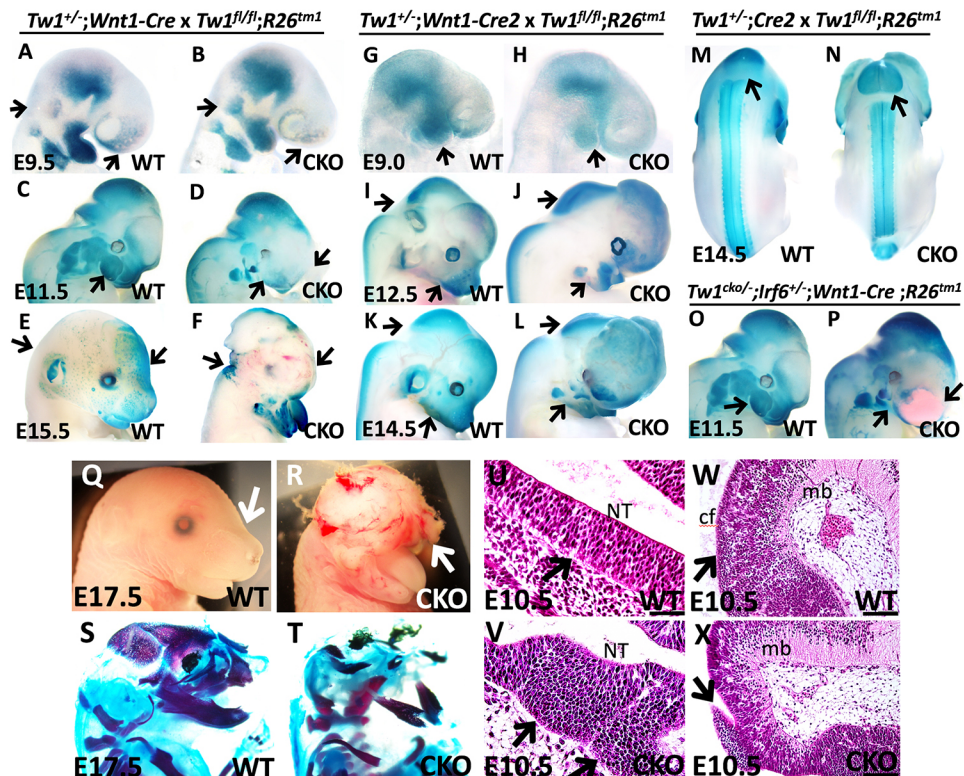 Tw1+/-;Wnt1-Cre x Tw1fl/fl;R26tm1
Tw1+/-;Wnt1-Cre2 x Tw1fl/fl;R26tm1
Tw1+/-;Cre2 x Tw1fl/fl;R26tm1
A
E9.5 WT
B
CKO
G
E9.0 WT
H
CKO
M
E14.5 WT
N
CKO
C
E11.5 WT
D
CKO
I
E12.5 WT
J
CKO
E
E15.5 WT
F
CKO
K
E14.5 WT
L
CKO
Tw1cko/-;Irf6+/-;Wnt1-Cre ;R26tm1
O
E11.5 WT
P
CKO
Q
E17.5 WT
R
CKO
U
NT
E10.5 WT
W
mb
cf
E10.5 WT
S
E17.5 WT
T
CKO
V
NT
E10.5 CKO
X
mb
E10.5 CKO